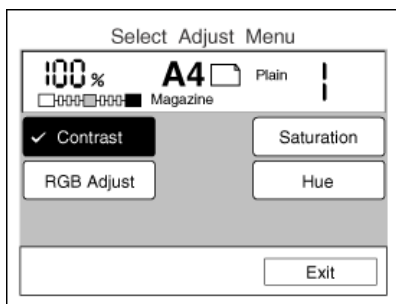 Select Adjust Menu
100 % A4 Plain 1
Magazine
✓ Contrast Saturation
RGB Adjust Hue
Exit